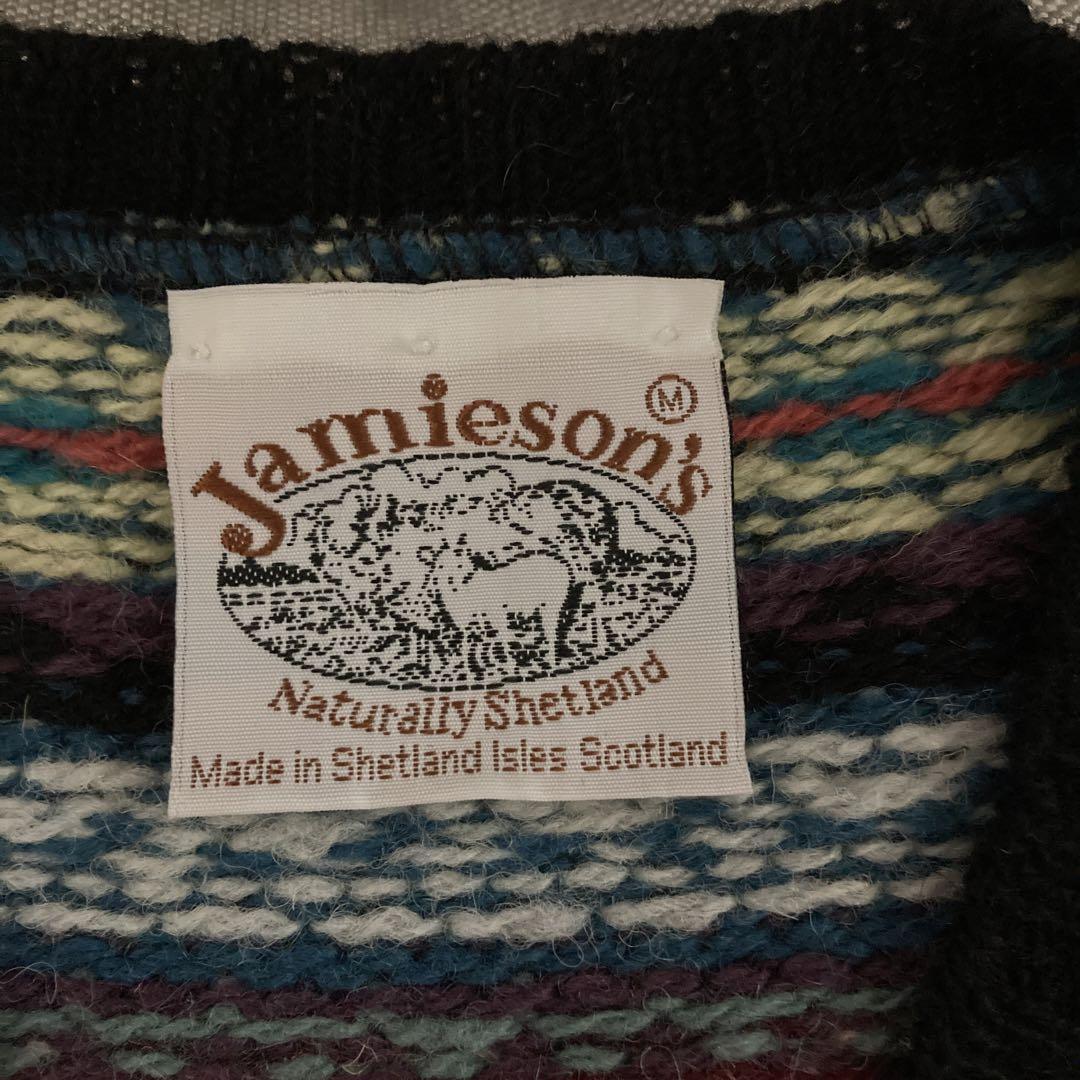 Jamieson's
M
Naturally Shetland
Made in Shetland Isles Scotland